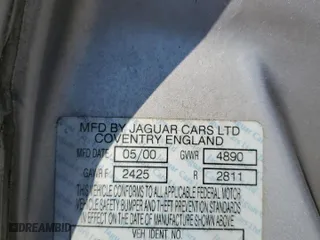 MFD BY JAGUAR CARS LTD
COVENTRY ENGLAND
MFD DATE 05/00 GVWR 4890
GAWR F 2425 R 2811
THIS VEHICLE CONFORMS TO ALL APPLICABLE FEDERAL MOTOR
VEHICLE SAFETY BUMPER AND THEFT PREVENTION STANDARDS
IN EFFECT ON THE DATE OF MANUFACTURE SHOWN ABOVE
VEH IDENT NO
DREAMBID